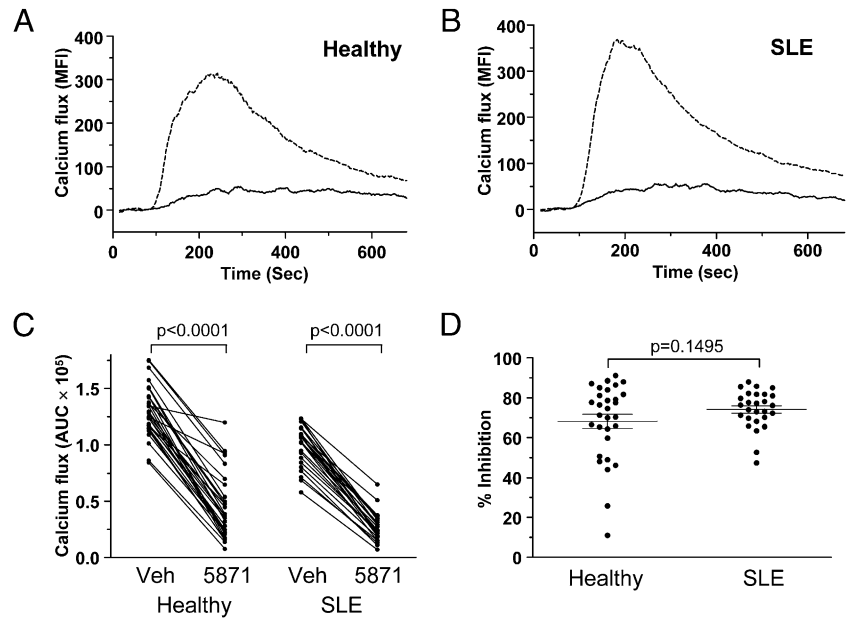 A
Healthy
Calcium flux (MFI)
400
300
200
100
0
0
200
400
600
Time (Sec)
B
SLE
Calcium flux (MFI)
400
300
200
100
0
0
200
400
600
Time (sec)
C
p<0.0001
p<0.0001
Calcium flux (AUC × 10⁵)
1.5
1.0
0.5
0.0
Veh 5871 Veh 5871
Healthy SLE
D
p=0.1495
% Inhibition
100
80
60
40
20
0
Healthy SLE